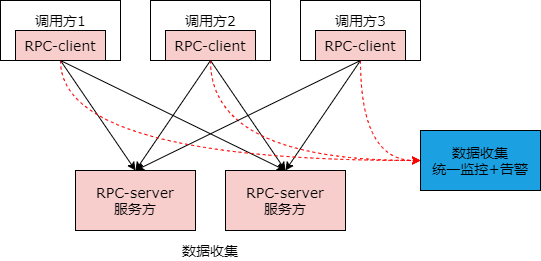 调用方1
调用方2
调用方3
RPC-client
RPC-client
RPC-client
数据收集
统一监控+告警
RPC-server
服务方
RPC-server
服务方
数据收集